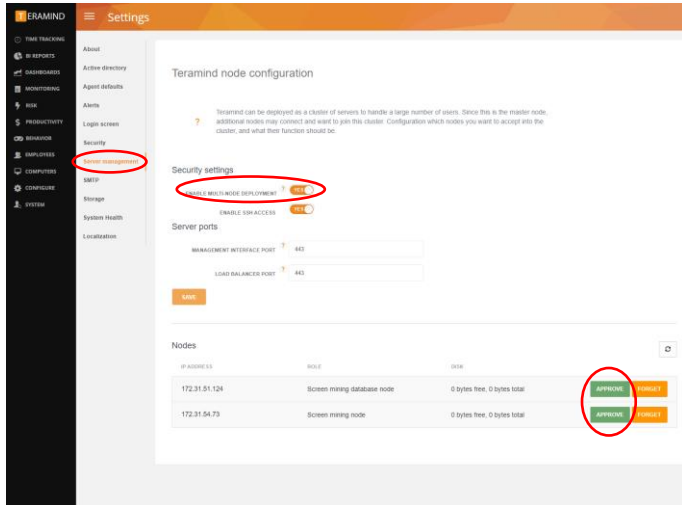 TERAMIND
Settings
TIME TRACKING
BI REPORTS
DASHBOARDS
MONITORING
RISK
PRODUCTIVITY
BEHAVIOR
EMPLOYEES
COMPUTERS
CONFIGURE
SYSTEM
About
Active directory
Agent defaults
Alerts
Login screen
Security
Server management
SMTP
Storage
System Health
Localization
Teramind node configuration
? Teramind can be deployed as a cluster of servers to handle a large number of users. Since this is the master node,
additional nodes may connect and want to join this cluster. Configuration which nodes you want to accept into the
cluster, and what their function should be.
Security settings
ENABLE MULTI-NODE DEPLOYMENT ? YES
ENABLE SSH ACCESS YES
Server ports
MANAGEMENT INTERFACE PORT ? 443
LOAD BALANCER PORT ? 443
SAVE
Nodes
IP ADDRESS ROLE DISK
172.31.51.124 Screen mining database node 0 bytes free, 0 bytes total APPROVE FORGET
172.31.54.73 Screen mining node 0 bytes free, 0 bytes total APPROVE FORGET